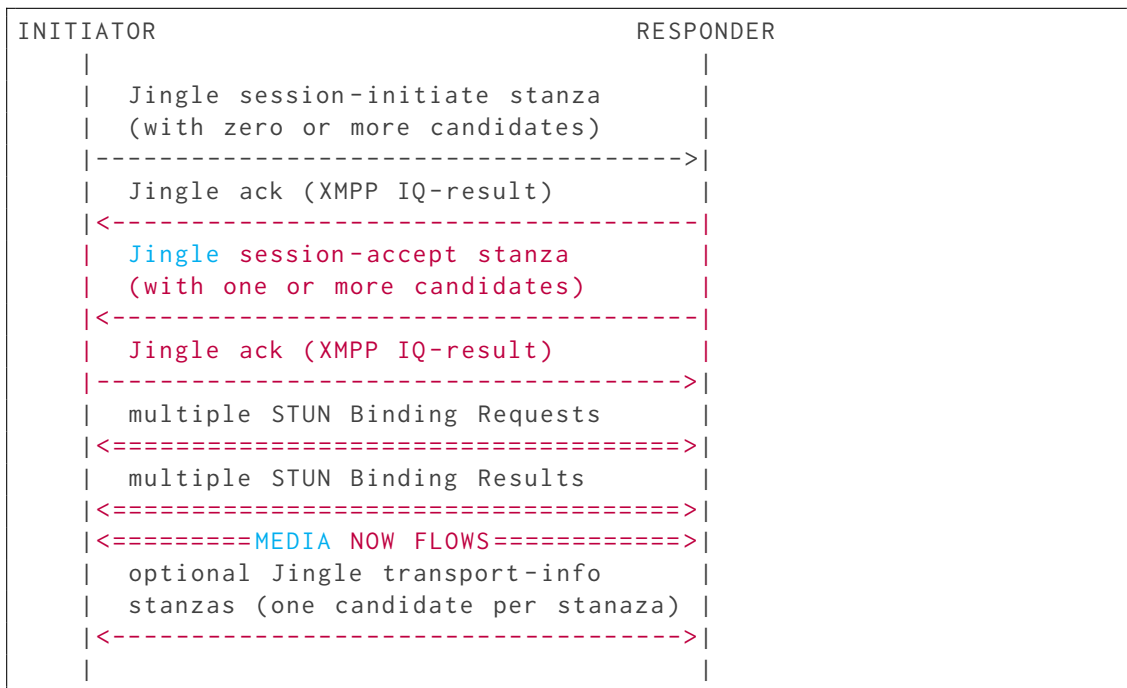 INITIATOR                              RESPONDER
    |                                      |
    |  Jingle session-initiate stanza      |
    |  (with zero or more candidates)      |
    |------------------------------------->|
    |  Jingle ack (XMPP IQ-result)         |
    |<-------------------------------------|
    |  Jingle session-accept stanza        |
    |  (with one or more candidates)       |
    |<-------------------------------------|
    |  Jingle ack (XMPP IQ-result)         |
    |------------------------------------->|
    |  multiple STUN Binding Requests      |
    |<====================================>|
    |  multiple STUN Binding Results       |
    |<====================================>|
    |<=========MEDIA NOW FLOWS============>|
    |  optional Jingle transport-info      |
    |  stanzas (one candidate per stanaza) |
    |<------------------------------------>|
    |                                      |